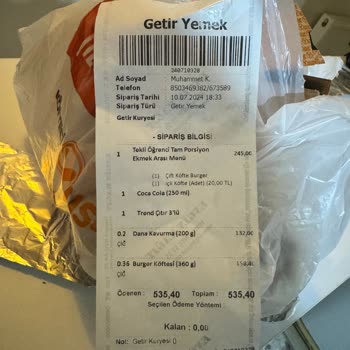 Getir Yemek
Ad Soyad Muhammet K.
Telefon 8503469382/673589
Sipariş Tarihi 10.07.2024 18:33
Sipariş Türü Getir Yemek
Getir Kuryesi
- SİPARİŞ BİLGİSİ
1 Tekli Öğrenci Tam Porsiyon 245,00
Ekmek Arası Menü
(1) Çift Köfte Burger
(1) İçli Köfte (Adet) (20,00 TL)
1 Coca Cola (250 ml)
1 Trend Çıtır
0.2 Dana Kavurma (200 g) 132,00
Çiğ
0.36 Burger Köftesi (360 g)
Çiğ
Ödenen : 535,40 Toplam : 535,40
Seçilen Ödeme Yöntemi
Kalan : 0,00
Not: Getir Kuryesi ()